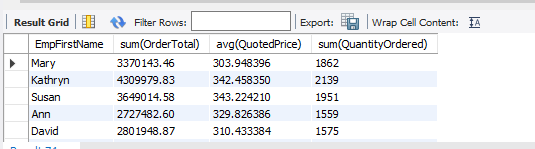 Result Grid Filter Rows: Export: Wrap Cell Content:
EmpFirstName sum(OrderTotal) avg(QuotedPrice) sum(QuantityOrdered)
Mary 3370143.46 303.948396 1862
Kathryn 4309979.83 342.458350 2139
Susan 3649014.58 343.224210 1951
Ann 2727482.60 329.826386 1559
David 2801948.87 310.433384 1575